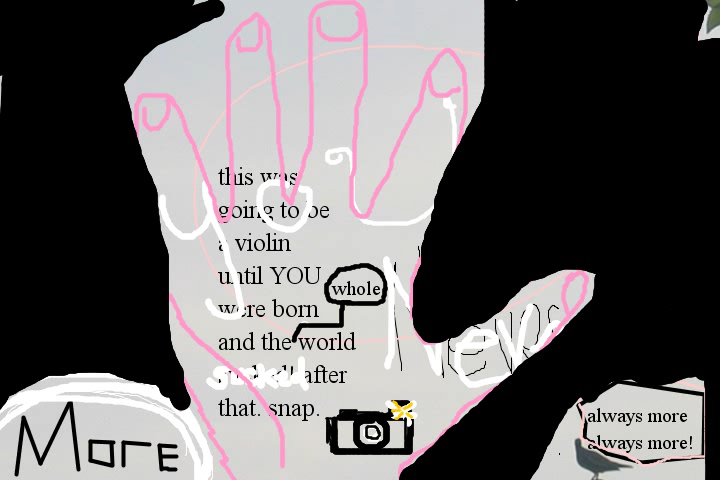 you
this was
going to be
a violin
until YOU
were born
whole
and the world
sucked after
that. snap.
Never
More
always more
always more!